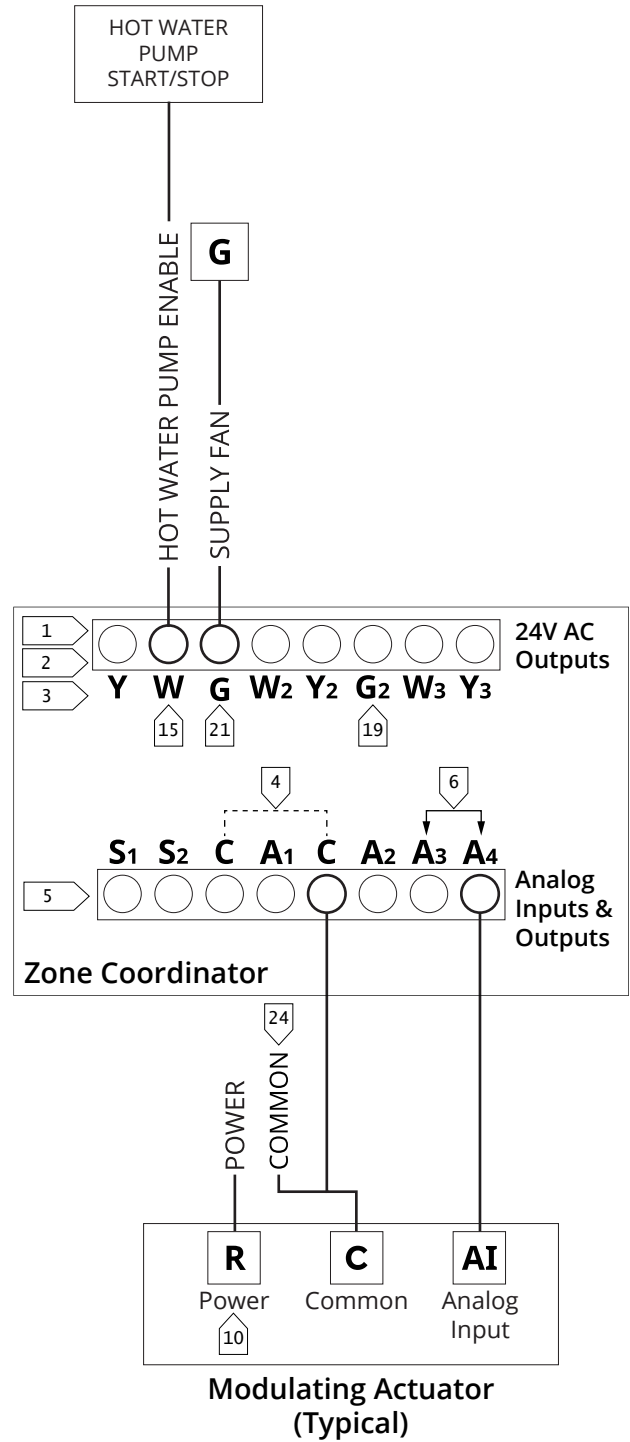 HOT WATER
PUMP
START/STOP
HOT WATER PUMP ENABLE
G
SUPPLY FAN
1
2
3
24V AC
Outputs
Y W G W2 Y2 G2 W3 Y3
15 21 19
4 6
S1 S2 C A1 C A2 A3 A4
5
Analog
Inputs &
Outputs
Zone Coordinator
24
POWER
COMMON
R C AI
Power Common Analog
Input
10
Modulating Actuator
(Typical)